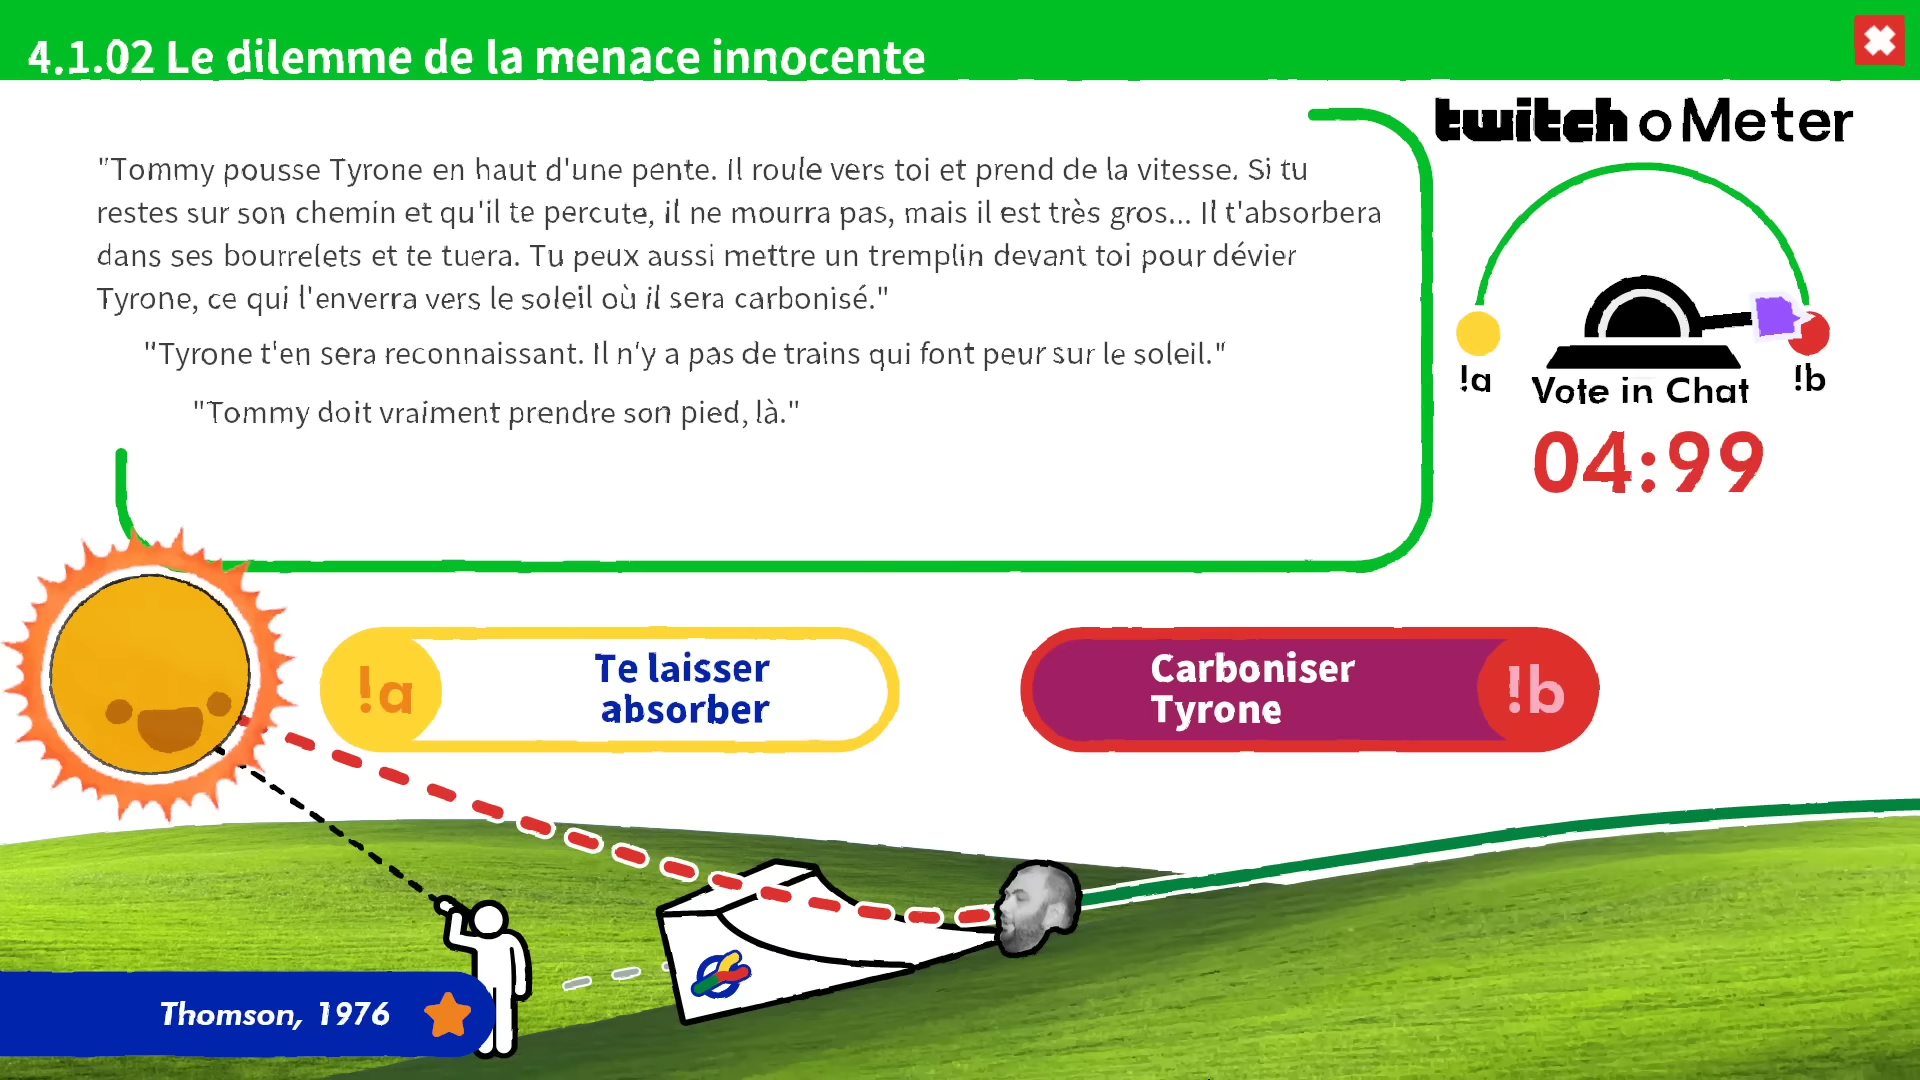 4.1.02 Le dilemme de la menace innocente
"Tommy pousse Tyrone en haut d'une pente. Il roule vers toi et prend de la vitesse. Si tu
restes sur son chemin et qu'il te percute, il ne mourra pas, mais il est très gros... Il t'absorbera
dans ses bourrelets et te tuera. Tu peux aussi mettre un tremplin devant toi pour dévier
Tyrone, ce qui l'enverra vers le soleil où il sera carbonisé."
"Tyrone t'en sera reconnaissant. Il n'y a pas de trains qui font peur sur le soleil."
"Tommy doit vraiment prendre son pied, là."
twitch o Meter
!a
Vote in Chat
!b
04:99
!a
Te laisser
absorber
Carboniser
Tyrone
!b
Thomson, 1976